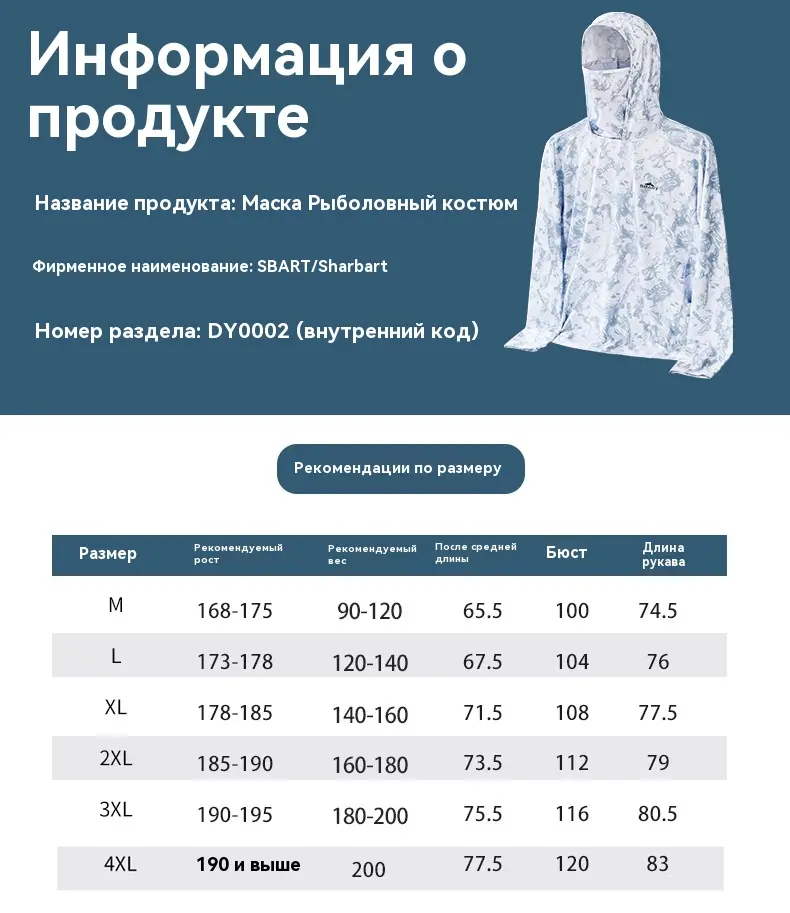 Информация о
продукте
Название продукта: Маска Рыболовный костюм
Фирменное наименование: SBART/Sharbart
Номер раздела: DY0002 (внутренний код)
SBART
Рекомендации по размеру
Размер Рекомендуемый рост Рекомендуемый вес После средней длины Бюст Длина рукава
M 168-175 90-120 65.5 100 74.5
L 173-178 120-140 67.5 104 76
XL 178-185 140-160 71.5 108 77.5
2XL 185-190 160-180 73.5 112 79
3XL 190-195 180-200 75.5 116 80.5
4XL 190 и выше 200 77.5 120 83